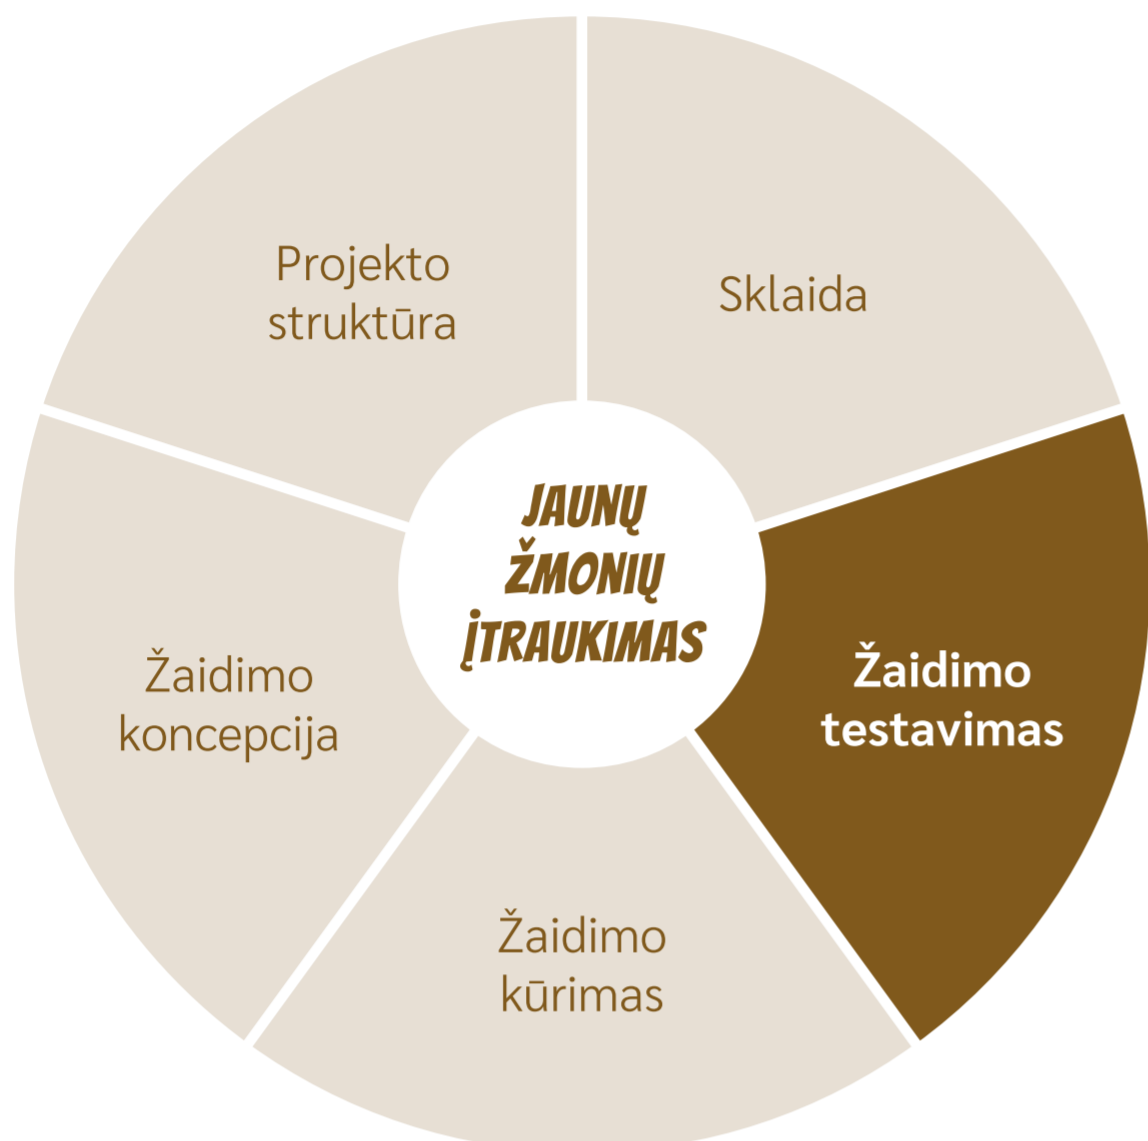 Projekto
struktūra
Sklaida
JAUNŲ
ŽMONIŲ
ĮTRAUKIMAS
Žaidimo
koncepcija
Žaidimo
testavimas
Žaidimo
kūrimas